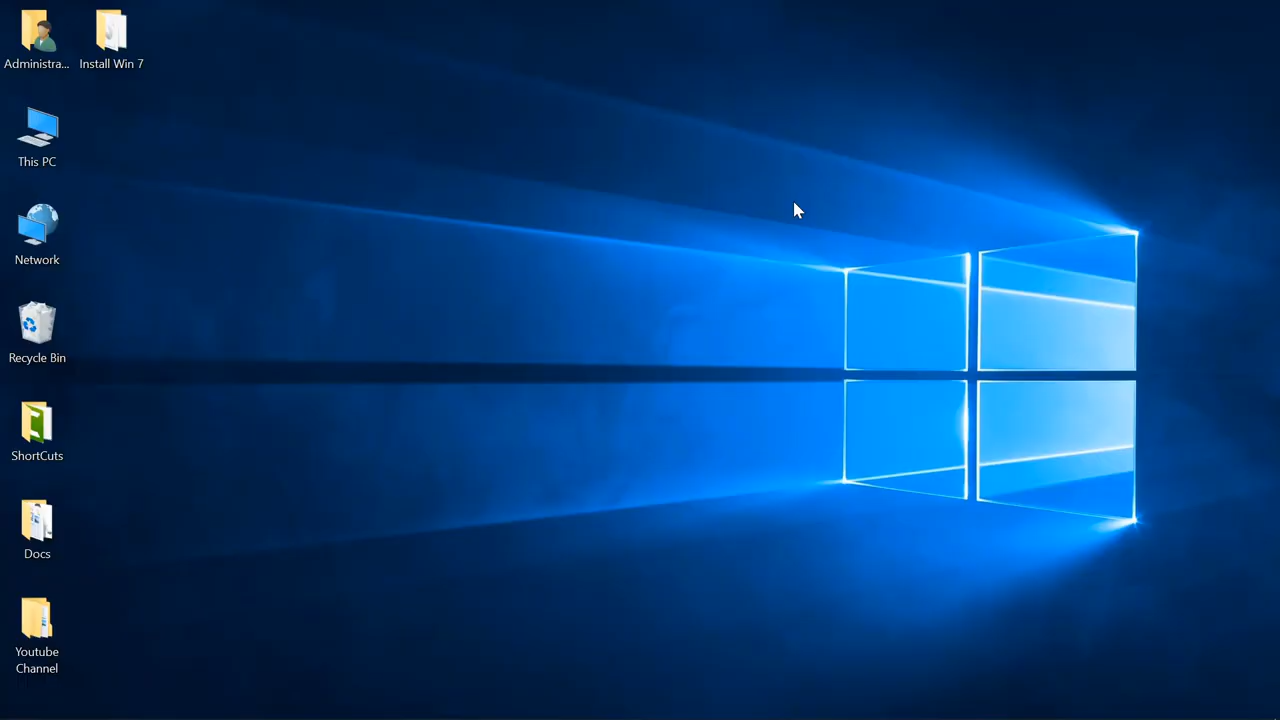 Administra...
Install Win 7
This PC
Network
Recycle Bin
ShortCuts
Docs
Youtube
Channel